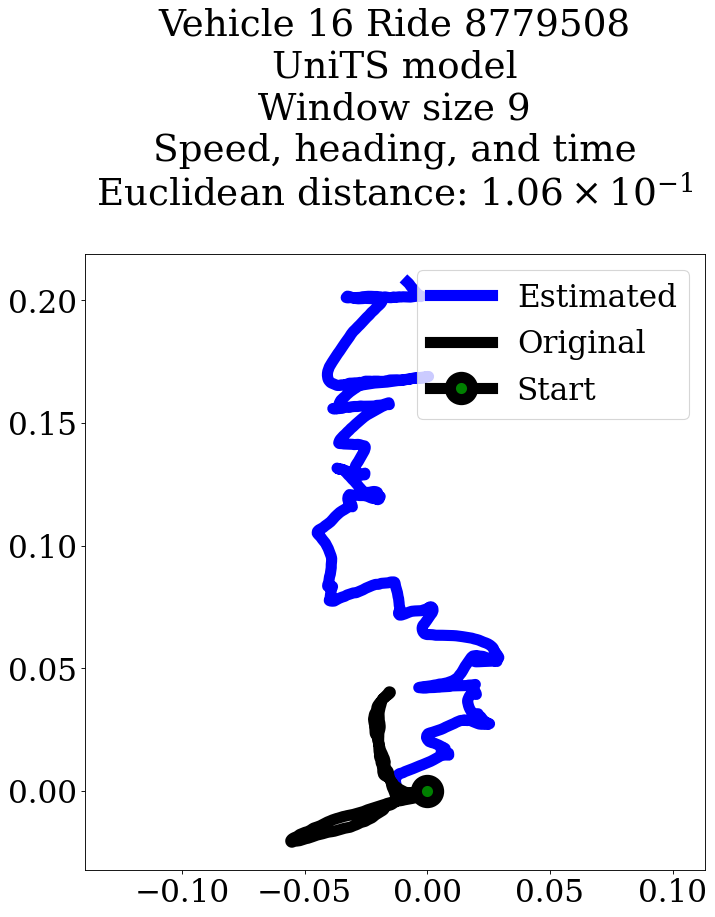 Vehicle 16 Ride 8779508
UniTS model
Window size 9
Speed, heading, and time
Euclidean distance: 1.06 × 10⁻¹
Estimated
Original
Start
0.20
0.15
0.10
0.05
0.00
−0.10 −0.05 0.00 0.05 0.10